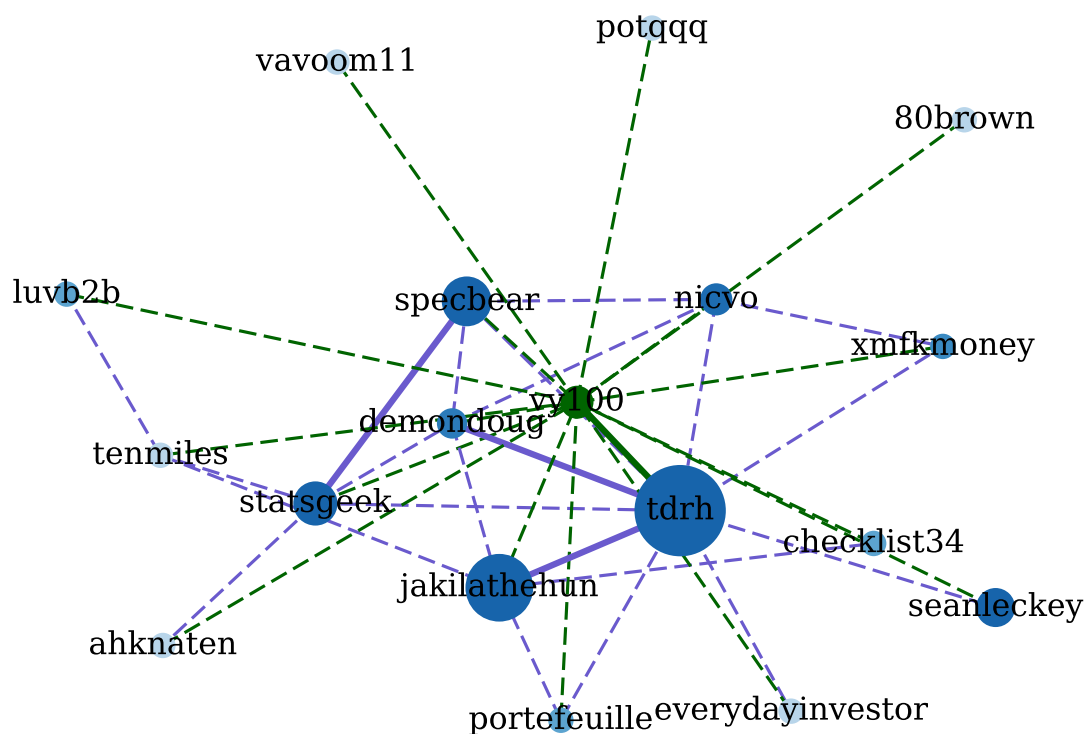 potqqq
vavoom11
80brown
luvb2b
specbear
nicvo
xmfkmoney
vy100
demondoug
tenmiles
statsgeek
tdrh
checklist34
jakilathehun
seanleckey
ahknaten
portefeuille
everydayinvestor